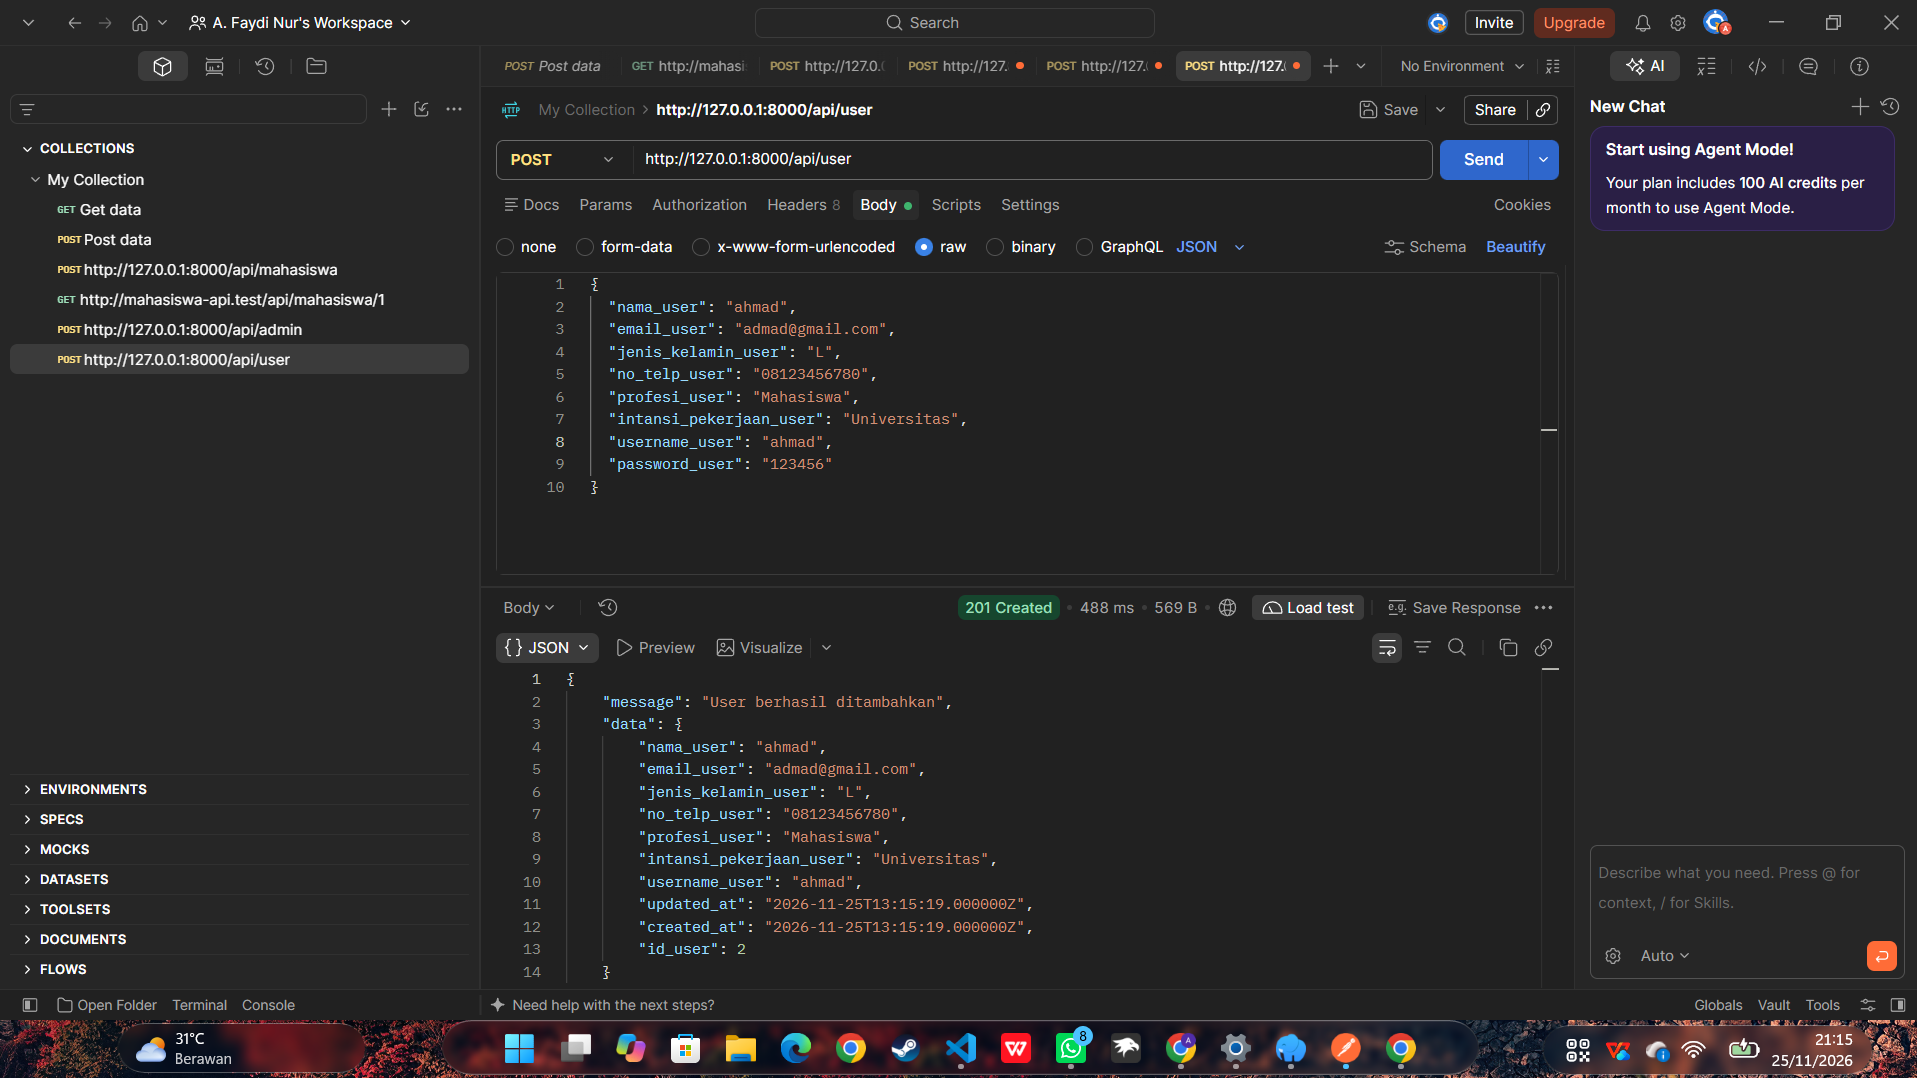 A. Faydi Nur's Workspace
Search
Invite
Upgrade
POST Post data
GET http://mahasi
POST http://127.0.0
POST http://127.
POST http://127.
POST http://127.
No Environment
AI
My Collection > http://127.0.0.1:8000/api/user
Save
Share
New Chat
COLLECTIONS
My Collection
GET Get data
POST Post data
POST http://127.0.0.1:8000/api/mahasiswa
GET http://mahasiswa-api.test/api/mahasiswa/1
POST http://127.0.0.1:8000/api/admin
POST http://127.0.0.1:8000/api/user
ENVIRONMENTS
SPECS
MOCKS
DATASETS
TOOLSETS
DOCUMENTS
FLOWS
HTTP
POST
http://127.0.0.1:8000/api/user
Send
Docs
Params
Authorization
Headers 8
Body
Scripts
Settings
Cookies
none
form-data
x-www-form-urlencoded
raw
binary
GraphQL
JSON
Schema
Beautify
1 {
2 "nama_user": "ahmad",
3 "email_user": "admad@gmail.com",
4 "jenis_kelamin_user": "L",
5 "no_telp_user": "08123456780",
6 "profesi_user": "Mahasiswa",
7 "intansi_pekerjaan_user": "Universitas",
8 "username_user": "ahmad",
9 "password_user": "123456"
10 }
Body
201 Created
488 ms
569 B
Load test
e.g. Save Response
{} JSON
Preview
Visualize
1 {
2 "message": "User berhasil ditambahkan",
3 "data": {
4 "nama_user": "ahmad",
5 "email_user": "admad@gmail.com",
6 "jenis_kelamin_user": "L",
7 "no_telp_user": "08123456780",
8 "profesi_user": "Mahasiswa",
9 "intansi_pekerjaan_user": "Universitas",
10 "username_user": "ahmad",
11 "updated_at": "2026-11-25T13:15:19.000000Z",
12 "created_at": "2026-11-25T13:15:19.000000Z",
13 "id_user": 2
14 }
Start using Agent Mode!
Your plan includes 100 AI credits per
month to use Agent Mode.
Describe what you need. Press @ for
context, / for Skills.
Auto
Open Folder
Terminal
Console
Need help with the next steps?
Globals
Vault
Tools
31°C
Berawan
8
21:15
25/11/2026